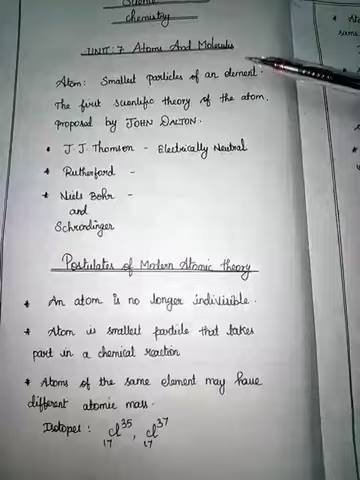 Science
chemistry
UNIT: 7 Atoms And Molecules
Atom: Smallest particles of an element.
The first scientific theory of the atom.
proposed by JOHN DALTON.
* J.J. Thomson - Electrically Neutral
* Rutherford -
* Niels Bohr -
and
Schrodinger
Postulates of Modern Atomic theory
* An atom is no longer indivisible.
* Atom is smallest particle that takes
part in a chemical reaction
* Atoms of the same element may have
different atomic mass.
Isotopes: ₁₇Cl³⁵, ₁₇Cl³⁷
* At
same.